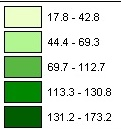 17.8 - 42.8
44.4 - 69.3
69.7 - 112.7
113.3 - 130.8
131.2 - 173.2